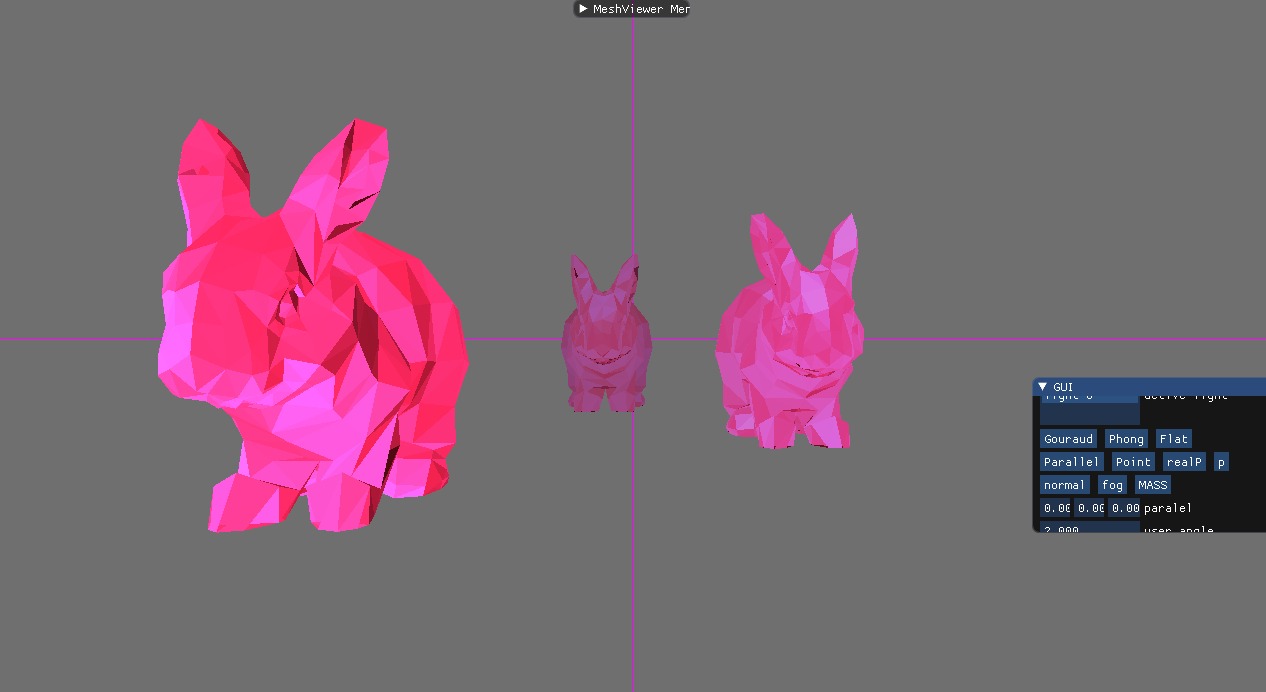 MeshViewer Mer
GUI
light 0 active light
Gouraud Phong Flat
Parallel Point realP p
normal fog MASS
0.00 0.00 0.00 paralel
2.000 user angle